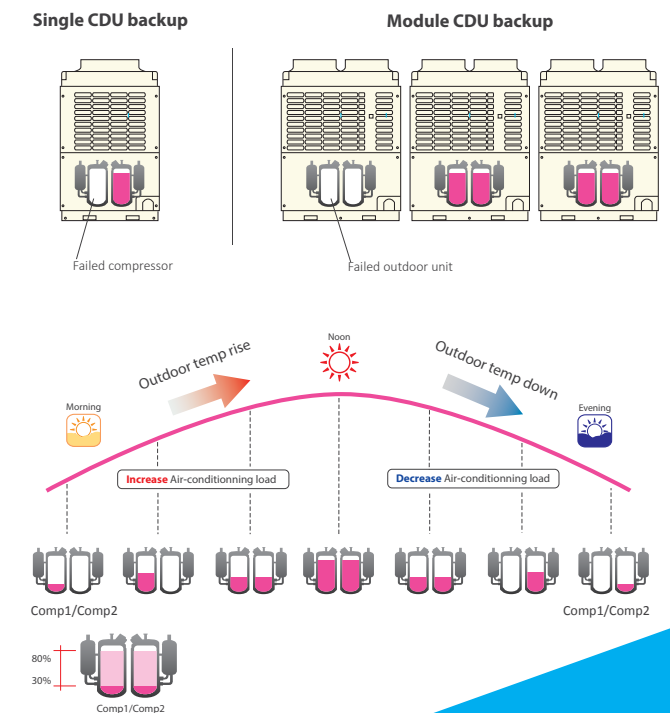 Single CDU backup
Module CDU backup
Failed compressor
Failed outdoor unit
Noon
Outdoor temp rise
Outdoor temp down
Morning
Evening
Increase Air-conditionning load
Decrease Air-conditionning load
Comp1/Comp2
Comp1/Comp2
80%
30%
Comp1/Comp2